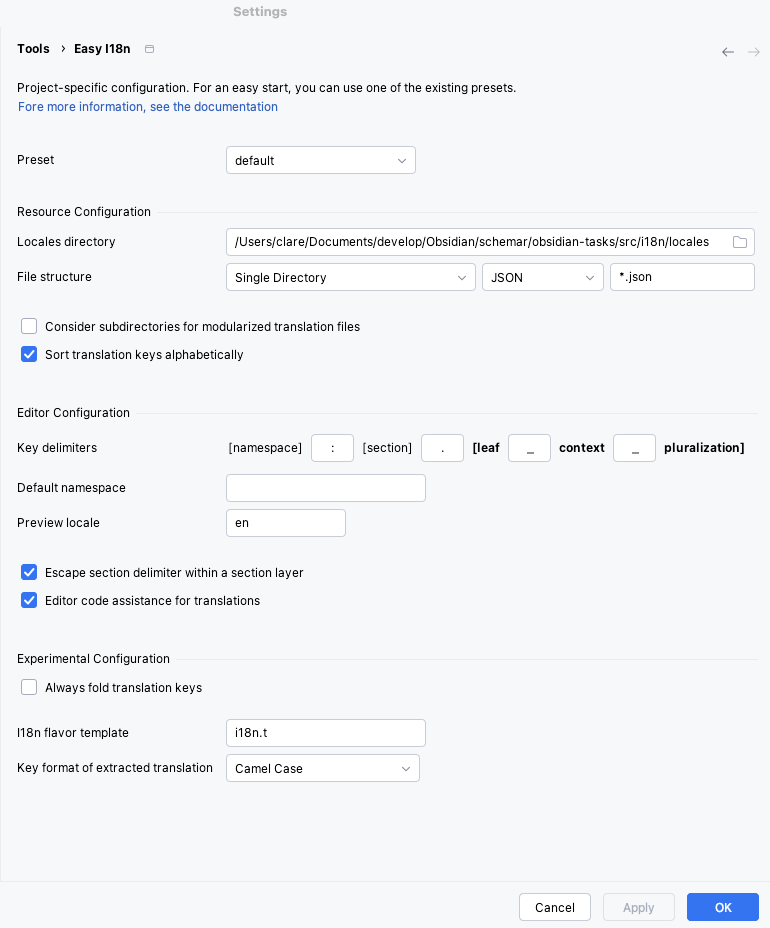 Settings
Tools › Easy I18n
Project-specific configuration. For an easy start, you can use one of the existing presets.
Fore more information, see the documentation
Preset default
Resource Configuration
Locales directory /Users/clare/Documents/develop/Obsidian/schemar/obsidian-tasks/src/i18n/locales
File structure Single Directory JSON *.json
Consider subdirectories for modularized translation files
Sort translation keys alphabetically
Editor Configuration
Key delimiters [namespace] : [section] . [leaf _ context _ pluralization]
Default namespace
Preview locale en
Escape section delimiter within a section layer
Editor code assistance for translations
Experimental Configuration
Always fold translation keys
I18n flavor template i18n.t
Key format of extracted translation Camel Case
Cancel Apply OK